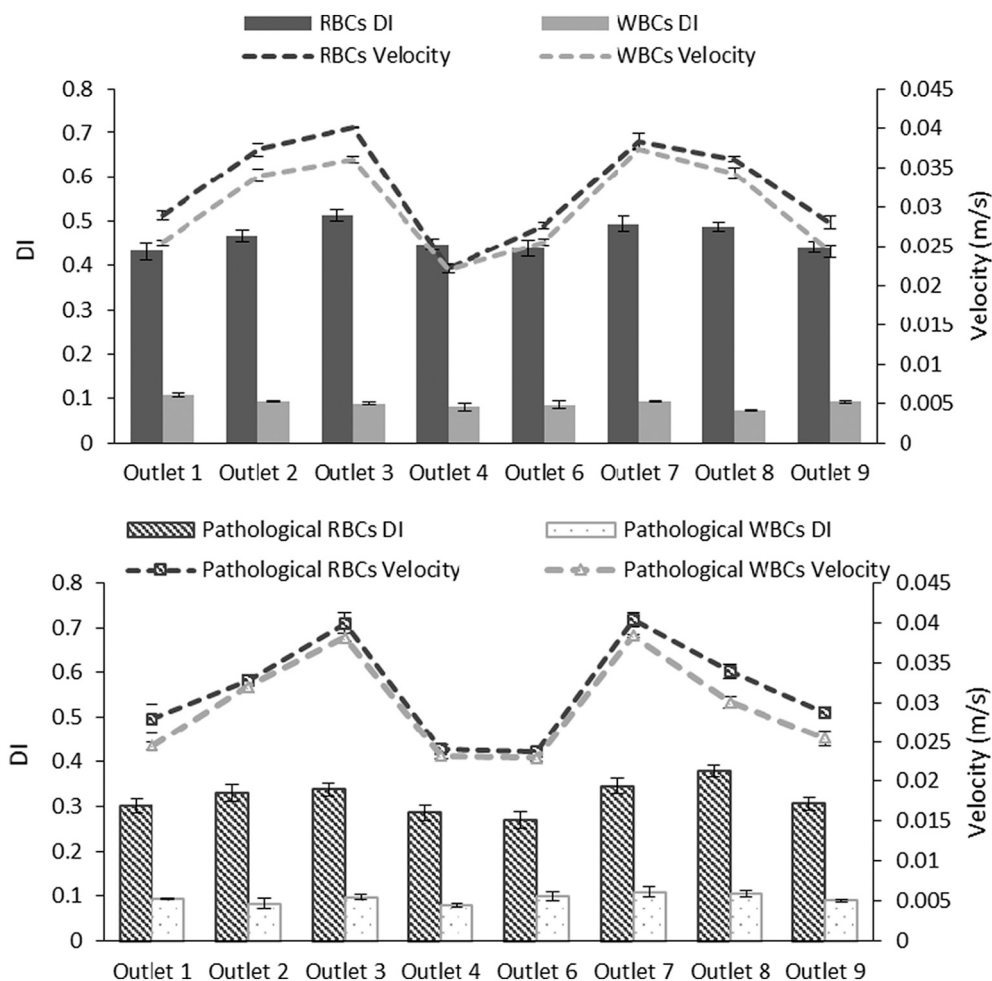 RBCs DI WBCs DI
RBCs Velocity WBCs Velocity
0.8 0.045
0.7 0.04
0.6 0.035
0.5 0.03
0.4 0.025
0.3 0.02
0.2 0.015
0.1 0.01
0 0.005
0
DI
Velocity (m/s)
Outlet 1 Outlet 2 Outlet 3 Outlet 4 Outlet 6 Outlet 7 Outlet 8 Outlet 9
Pathological RBCs DI Pathological WBCs DI
Pathological RBCs Velocity Pathological WBCs Velocity
0.8 0.045
0.7 0.04
0.6 0.035
0.5 0.03
0.4 0.025
0.3 0.02
0.2 0.015
0.1 0.01
0 0.005
0
DI
Velocity (m/s)
Outlet 1 Outlet 2 Outlet 3 Outlet 4 Outlet 6 Outlet 7 Outlet 8 Outlet 9